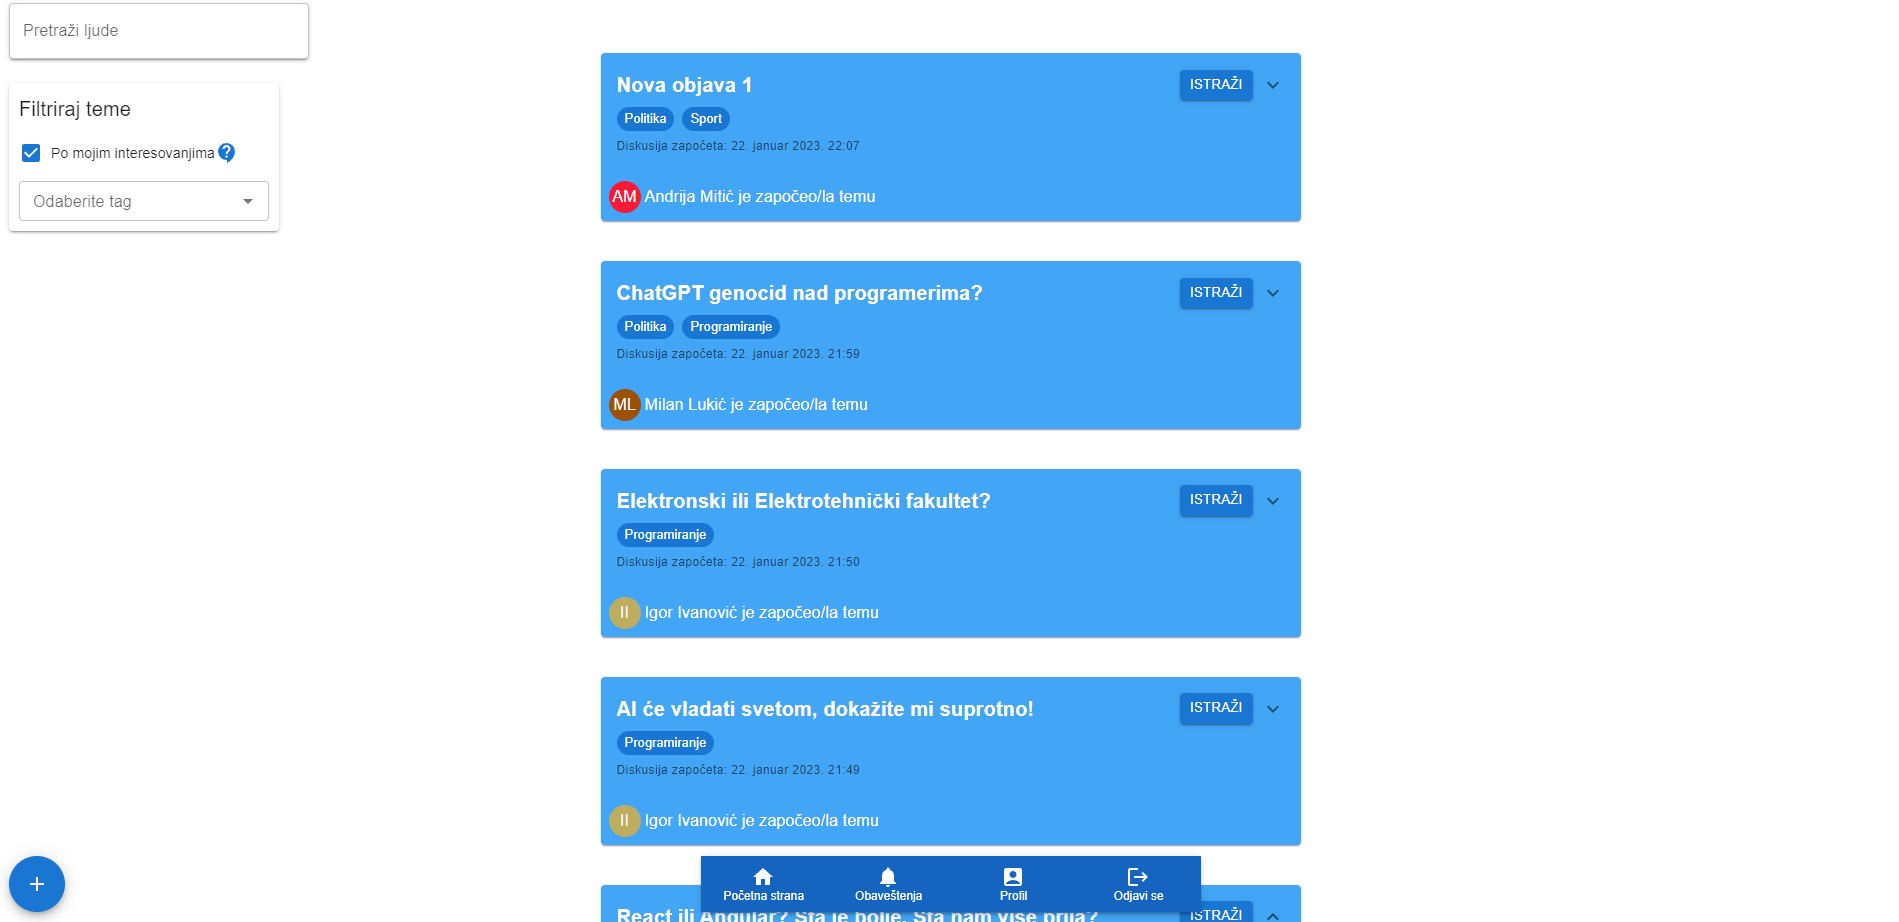 Pretraži ljude
Filtriraj teme
Po mojim interesovanjima
Odaberite tag
Nova objava 1
ISTRAŽI
Politika Sport
Diskusija započeta: 22. januar 2023. 22:07
AM Andrija Mitić je započeo/la temu
ChatGPT genocid nad programerima?
ISTRAŽI
Politika Programiranje
Diskusija započeta: 22. januar 2023. 21:59
ML Milan Lukić je započeo/la temu
Elektronski ili Elektrotehnički fakultet?
ISTRAŽI
Programiranje
Diskusija započeta: 22. januar 2023. 21:50
II Igor Ivanović je započeo/la temu
AI će vladati svetom, dokažite mi suprotno!
ISTRAŽI
Programiranje
Diskusija započeta: 22. januar 2023. 21:49
II Igor Ivanović je započeo/la temu
React ili Angular? Šta je bolje. Šta nam više prija?
ISTRAŽI
Početna strana Obaveštenja Profil Odjavi se